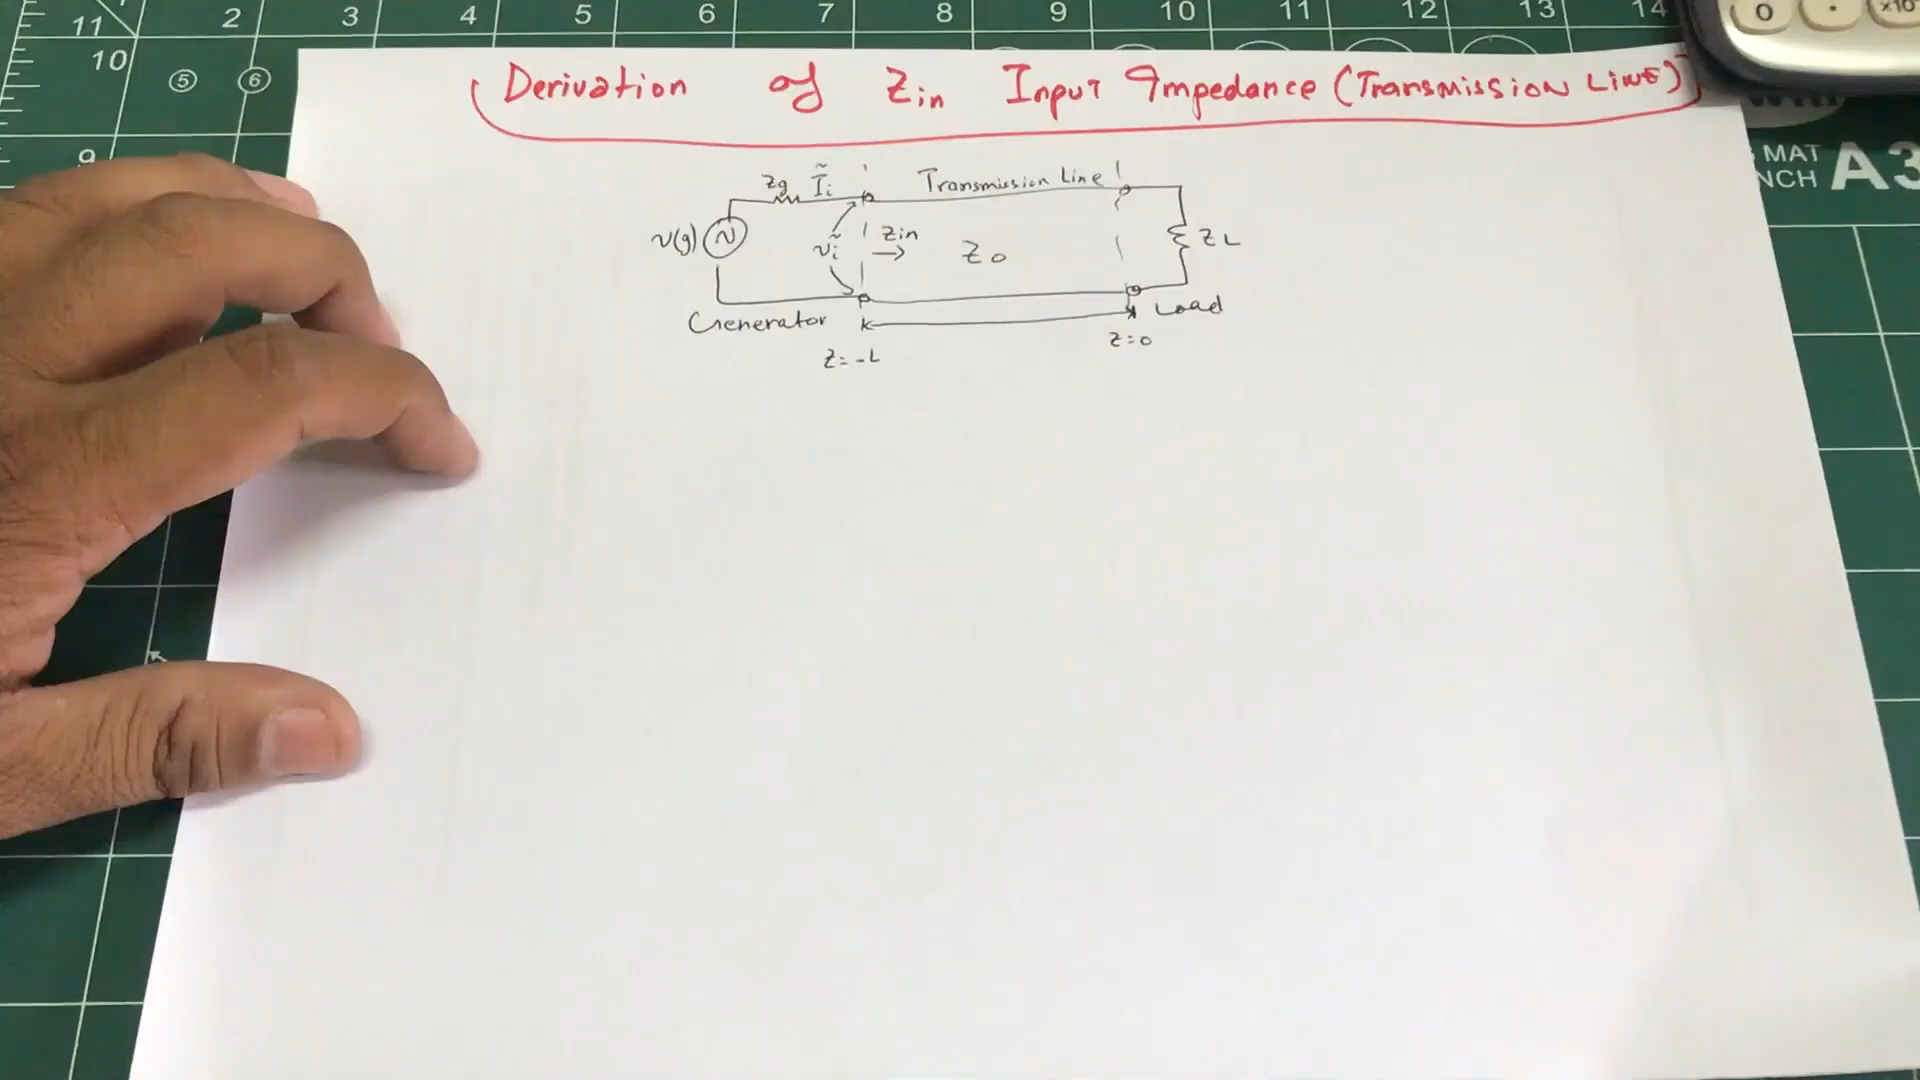 2 3 4 5 6 7 8 9 10 11 12 13 14
11
10
9
5 6
0 . ×10
MAT
NCH A3
Derivation of Zin Input Impedance (Transmission Line)
Zg Ĩi Transmission Line
v(g) ṽi Zin Z0 ZL
Generator Load
Z=-L Z=0